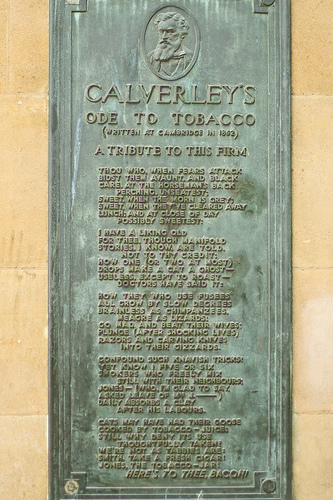 CALVERLEY'S
ODE TO TOBACCO
(WRITTEN AT CAMBRIDGE IN 1862)
A TRIBUTE TO THIS FIRM
THOU WHO, WHEN FEARS ATTACK
BIDST THEM AVAUNT, AND BLACK
CARE, AT THE HORSEMAN'S BACK
PERCHING, UNSEATEST;
SWEET WHEN THE MORN IS GREY;
SWEET, WHEN THEY'VE CLEARED AWAY
LUNCH; AND AT CLOSE OF DAY
POSSIBLY SWEETEST:
I HAVE A LIKING OLD
FOR THEE, THOUGH MANIFOLD
STORIES, I KNOW, ARE TOLD,
NOT TO THY CREDIT;
HOW ONE (OR TWO AT MOST)
DROPS MAKE A CAT A GHOST—
USELESS, EXCEPT TO ROAST—
DOCTORS HAVE SAID IT:
HOW THEY WHO USE FUSEES
ALL GROW BY SLOW DEGREES
BRAINLESS AS CHIMPANZEES,
MEAGRE AS LIZARDS:
GO MAD, AND BEAT THEIR WIVES;
PLUNGE (AFTER SHOCKING LIVES)
RAZORS AND CARVING KNIVES
INTO THEIR GIZZARDS.
CONFOUND SUCH KNAVISH TRICKS!
YET KNOW I FIVE OR SIX
SMOKERS WHO FREELY MIX
STILL WITH THEIR NEIGHBOURS;
JONES—(WHO, I'M GLAD TO SAY,
ASKED LEAVE OF MRS. J.—)
DAILY ABSORBS A CLAY
AFTER HIS LABOURS.
CATS MAY HAVE HAD THEIR GOOSE
COOKED BY TOBACCO-JUICE;
STILL WHY DENY ITS USE
THOUGHTFULLY TAKEN?
WE'RE NOT AS TABBIES ARE:
SMITH, TAKE A FRESH CIGAR!
JONES, THE TOBACCO-JAR!
HERE'S TO THEE, BACON!